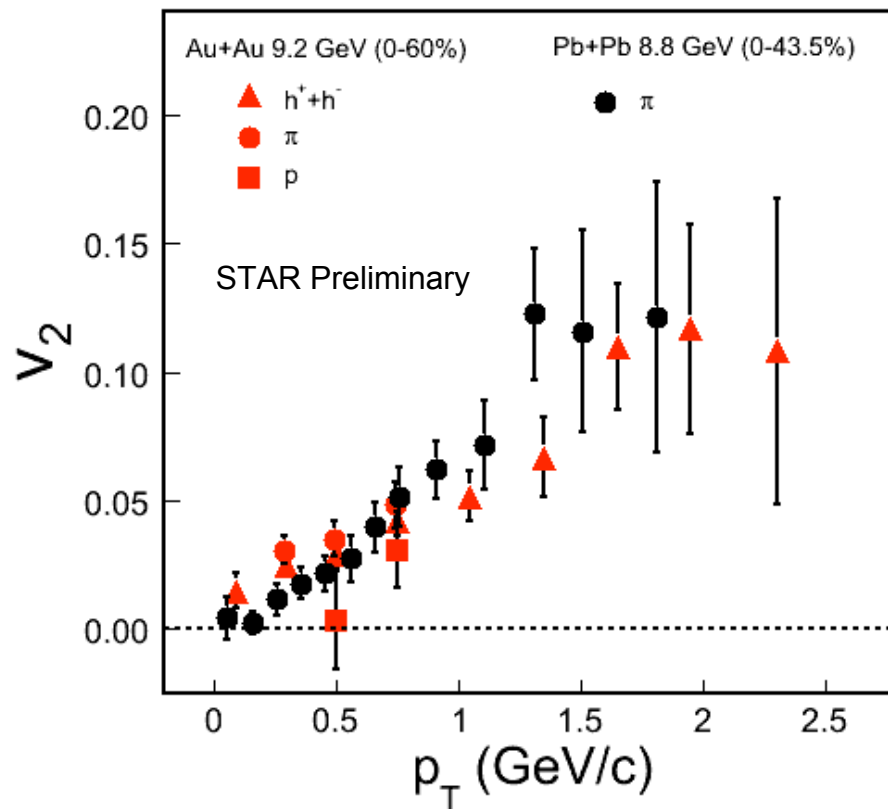 Au+Au 9.2 GeV (0-60%)
Pb+Pb 8.8 GeV (0-43.5%)
h⁺+h⁻
π
π
p
STAR Preliminary
0.20
0.15
0.10
0.05
0.00
v₂
0 0.5 1 1.5 2 2.5
p_T (GeV/c)